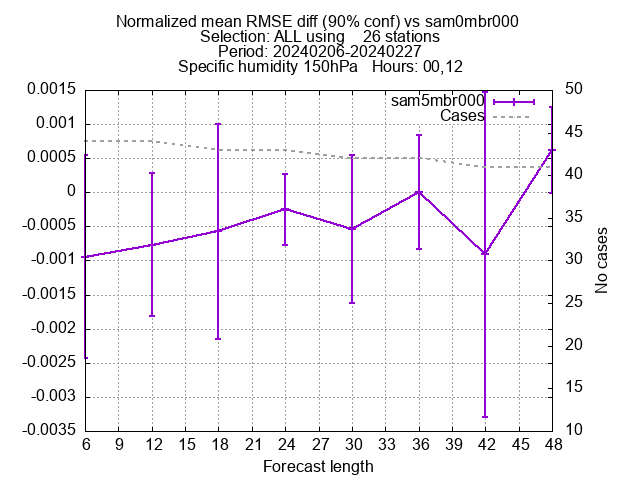 Normalized mean RMSE diff (90% conf) vs sam0mbr000
Selection: ALL using    26 stations
Period: 20240206-20240227
Specific humidity 150hPa   Hours: 00,12
0.0015
0.001
0.0005
0
-0.0005
-0.001
-0.0015
-0.002
-0.0025
-0.003
-0.0035
sam5mbr000
Cases
50
45
40
35
30
25
20
15
10
No cases
6 9 12 15 18 21 24 27 30 33 36 39 42 45 48
Forecast length